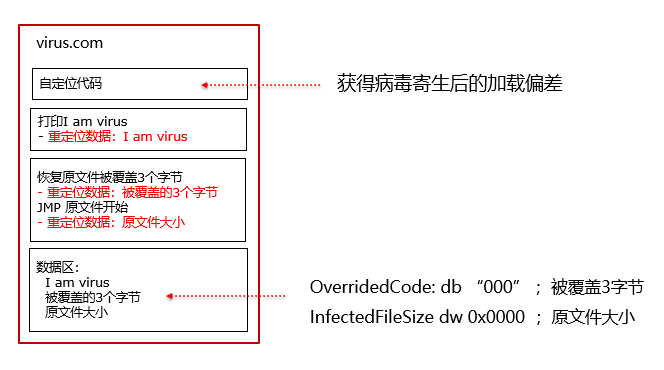 virus.com
自定位代码
获得病毒寄生后的加载偏差
打印I am virus
- 重定位数据：I am virus
恢复原文件被覆盖3个字节
- 重定位数据：被覆盖的3个字节
JMP 原文件开始
- 重定位数据：原文件大小
数据区：
I am virus
被覆盖的3个字节
原文件大小
OverridedCode: db “000” ；被覆盖3字节
InfectedFileSize dw 0x0000 ；原文件大小